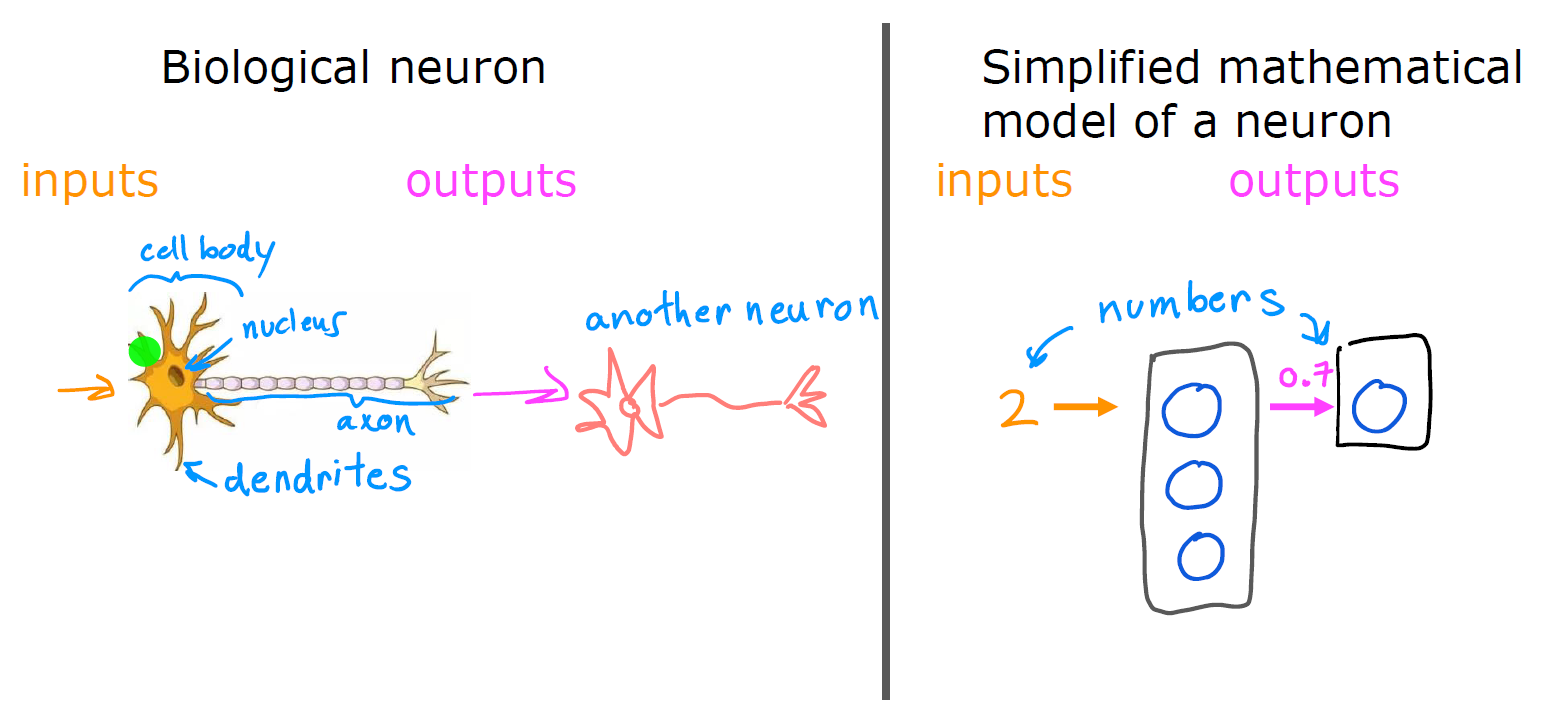 Biological neuron
inputs
outputs
cell body
nucleus
another neuron
axon
dendrites
Simplified mathematical
model of a neuron
inputs
outputs
numbers
2
0.7